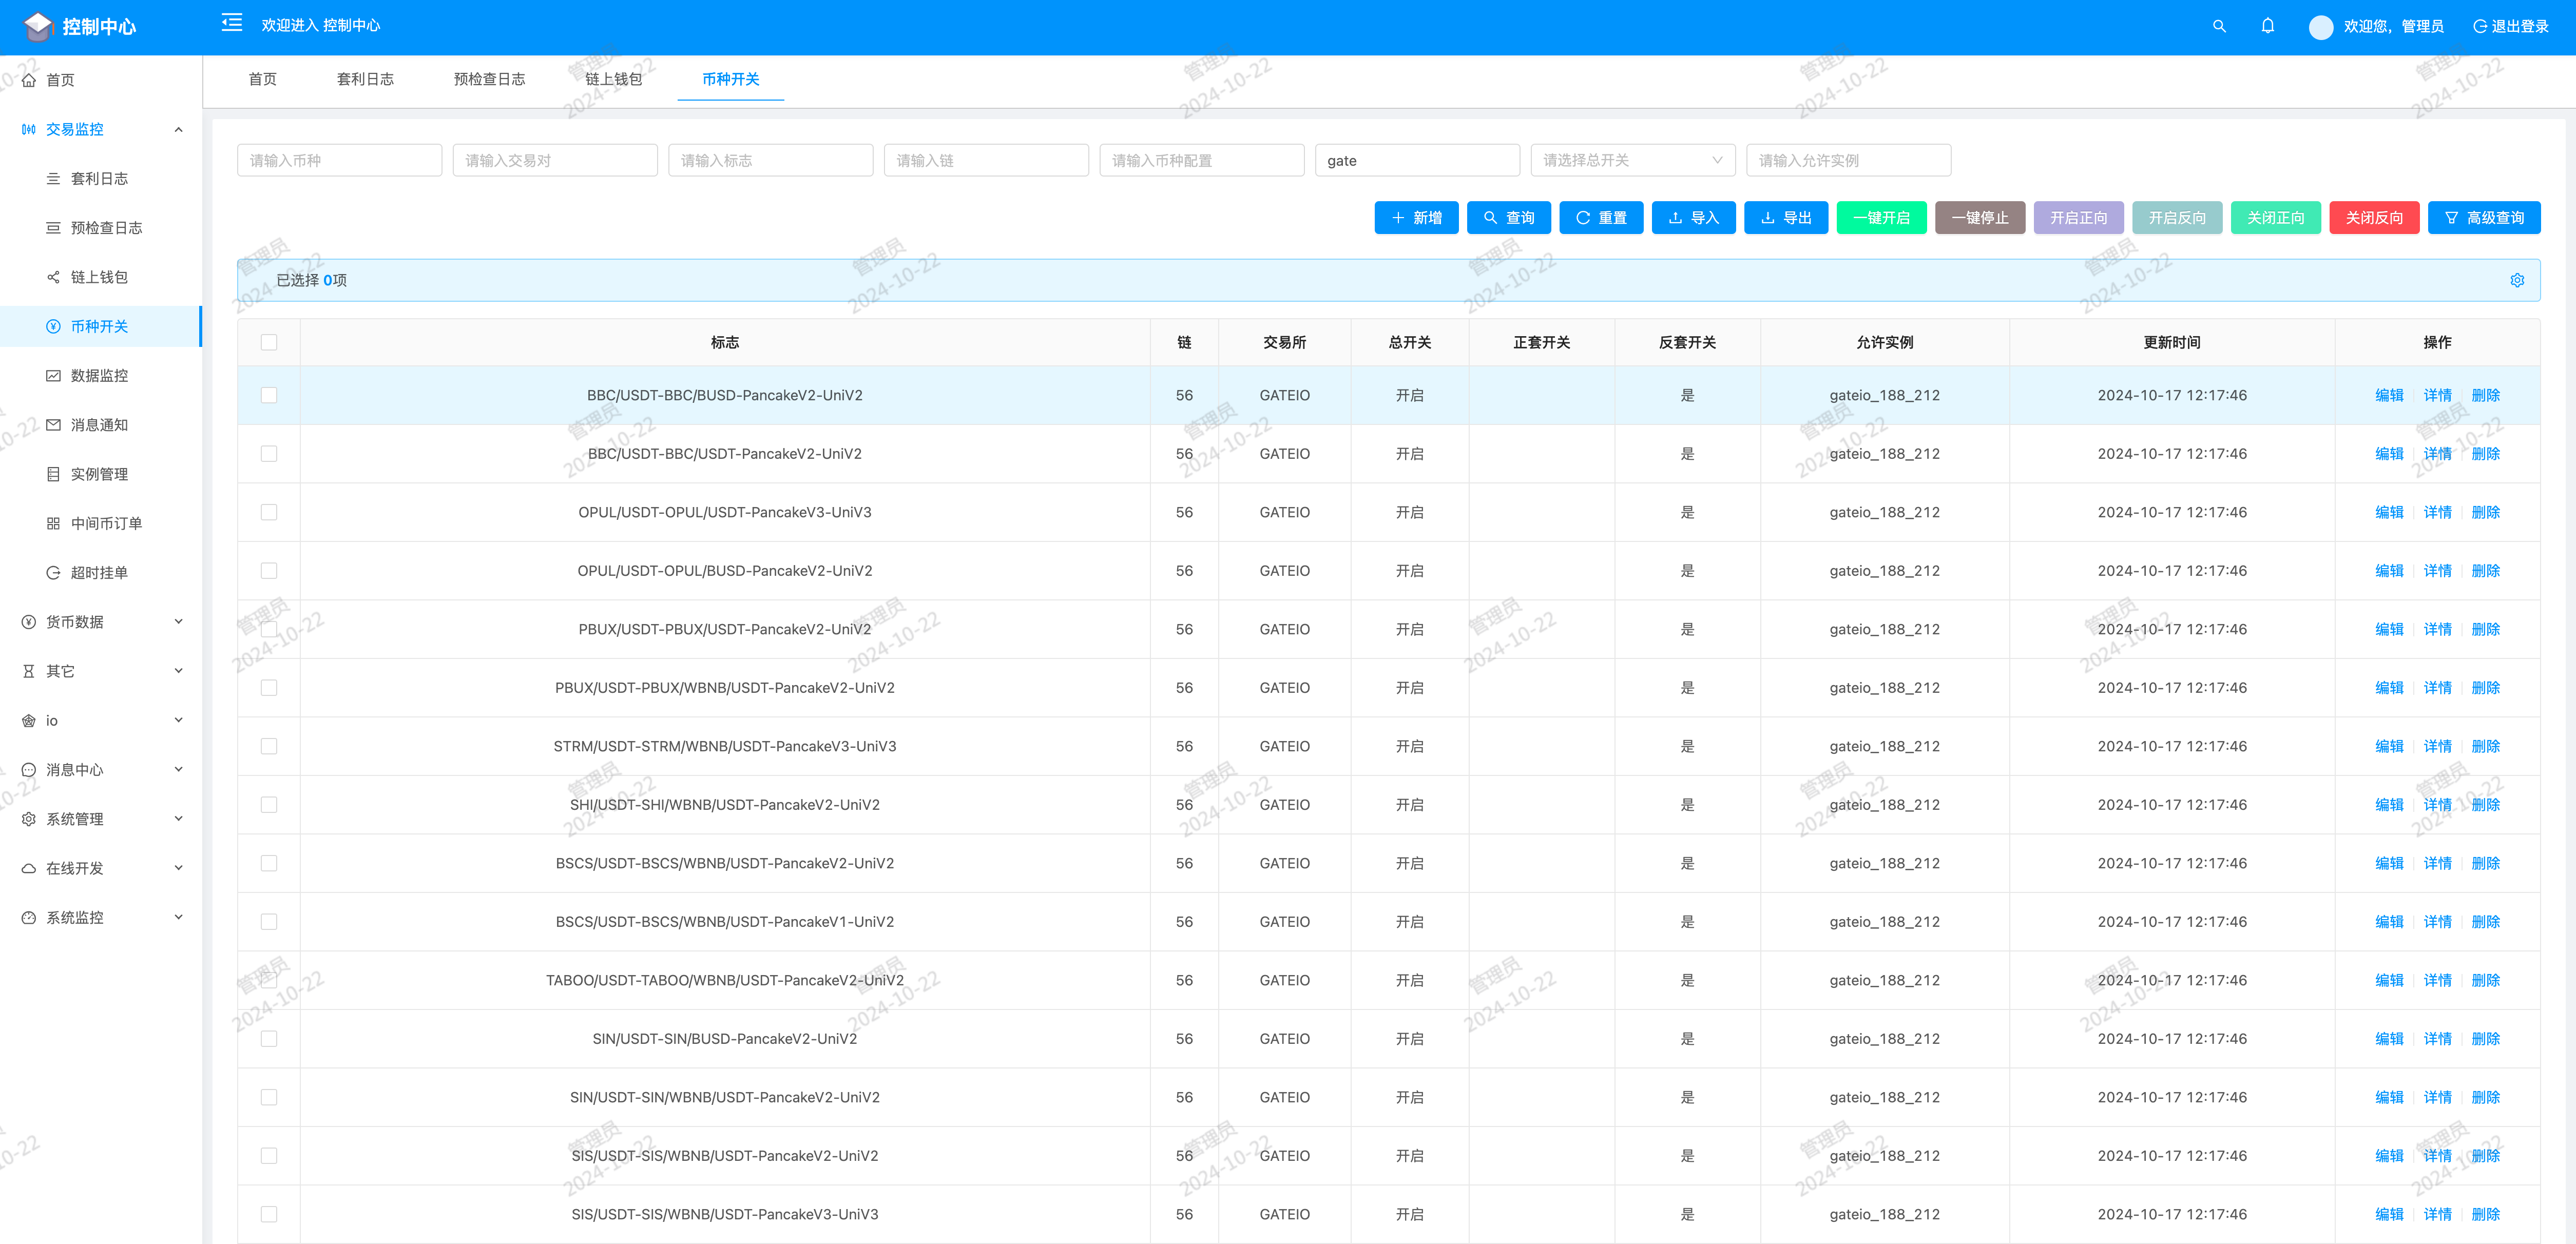 控制中心
欢迎进入 控制中心
欢迎您，管理员
退出登录
首页
交易监控
套利日志
预检查日志
链上钱包
币种开关
数据监控
消息通知
实例管理
中间币订单
超时挂单
货币数据
其它
io
消息中心
系统管理
在线开发
系统监控
首页 套利日志 预检查日志 链上钱包 币种开关
请输入币种 请输入交易对 请输入标志 请输入链 请输入币种配置 gate 请选择总开关 请输入允许实例
新增 查询 重置 导入 导出 一键开启 一键停止 开启正向 开启反向 关闭正向 关闭反向 高级查询
已选择 0项
标志 链 交易所 总开关 正套开关 反套开关 允许实例 更新时间 操作
BBC/USDT-BBC/BUSD-PancakeV2-UniV2 56 GATEIO 开启 是 gateio_188_212 2024-10-17 12:17:46 编辑 详情 删除
BBC/USDT-BBC/USDT-PancakeV2-UniV2 56 GATEIO 开启 是 gateio_188_212 2024-10-17 12:17:46 编辑 详情 删除
OPUL/USDT-OPUL/USDT-PancakeV3-UniV3 56 GATEIO 开启 是 gateio_188_212 2024-10-17 12:17:46 编辑 详情 删除
OPUL/USDT-OPUL/BUSD-PancakeV2-UniV2 56 GATEIO 开启 是 gateio_188_212 2024-10-17 12:17:46 编辑 详情 删除
PBUX/USDT-PBUX/USDT-PancakeV2-UniV2 56 GATEIO 开启 是 gateio_188_212 2024-10-17 12:17:46 编辑 详情 删除
PBUX/USDT-PBUX/WBNB/USDT-PancakeV2-UniV2 56 GATEIO 开启 是 gateio_188_212 2024-10-17 12:17:46 编辑 详情 删除
STRM/USDT-STRM/WBNB/USDT-PancakeV3-UniV3 56 GATEIO 开启 是 gateio_188_212 2024-10-17 12:17:46 编辑 详情 删除
SHI/USDT-SHI/WBNB/USDT-PancakeV2-UniV2 56 GATEIO 开启 是 gateio_188_212 2024-10-17 12:17:46 编辑 详情 删除
BSCS/USDT-BSCS/WBNB/USDT-PancakeV2-UniV2 56 GATEIO 开启 是 gateio_188_212 2024-10-17 12:17:46 编辑 详情 删除
BSCS/USDT-BSCS/WBNB/USDT-PancakeV1-UniV2 56 GATEIO 开启 是 gateio_188_212 2024-10-17 12:17:46 编辑 详情 删除
TABOO/USDT-TABOO/WBNB/USDT-PancakeV2-UniV2 56 GATEIO 开启 是 gateio_188_212 2024-10-17 12:17:46 编辑 详情 删除
SIN/USDT-SIN/BUSD-PancakeV2-UniV2 56 GATEIO 开启 是 gateio_188_212 2024-10-17 12:17:46 编辑 详情 删除
SIN/USDT-SIN/WBNB/USDT-PancakeV2-UniV2 56 GATEIO 开启 是 gateio_188_212 2024-10-17 12:17:46 编辑 详情 删除
SIS/USDT-SIS/WBNB/USDT-PancakeV2-UniV2 56 GATEIO 开启 是 gateio_188_212 2024-10-17 12:17:46 编辑 详情 删除
SIS/USDT-SIS/WBNB/USDT-PancakeV3-UniV3 56 GATEIO 开启 是 gateio_188_212 2024-10-17 12:17:46 编辑 详情 删除
管理员
2024-10-22